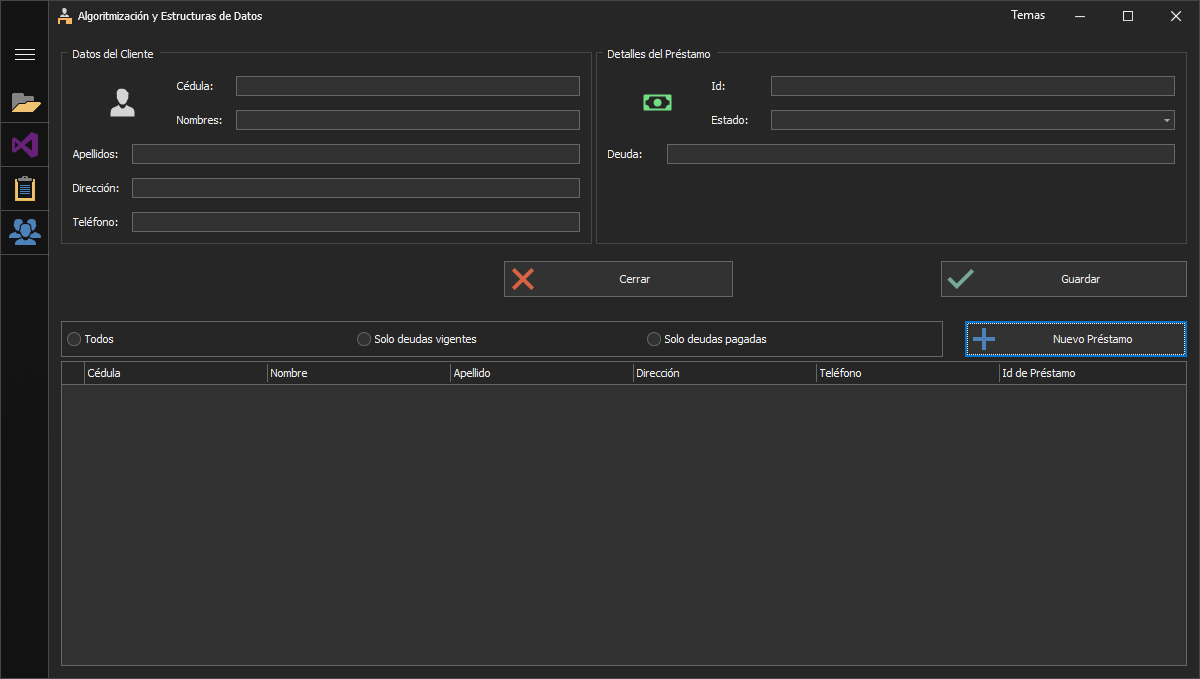 Algoritmización y Estructuras de Datos
Temas
Datos del Cliente
Cédula:
Nombres:
Apellidos:
Dirección:
Teléfono:
Detalles del Préstamo
Id:
Estado:
Deuda:
Cerrar
Guardar
Todos
Solo deudas vigentes
Solo deudas pagadas
Nuevo Préstamo
Cédula
Nombre
Apellido
Dirección
Teléfono
Id de Préstamo